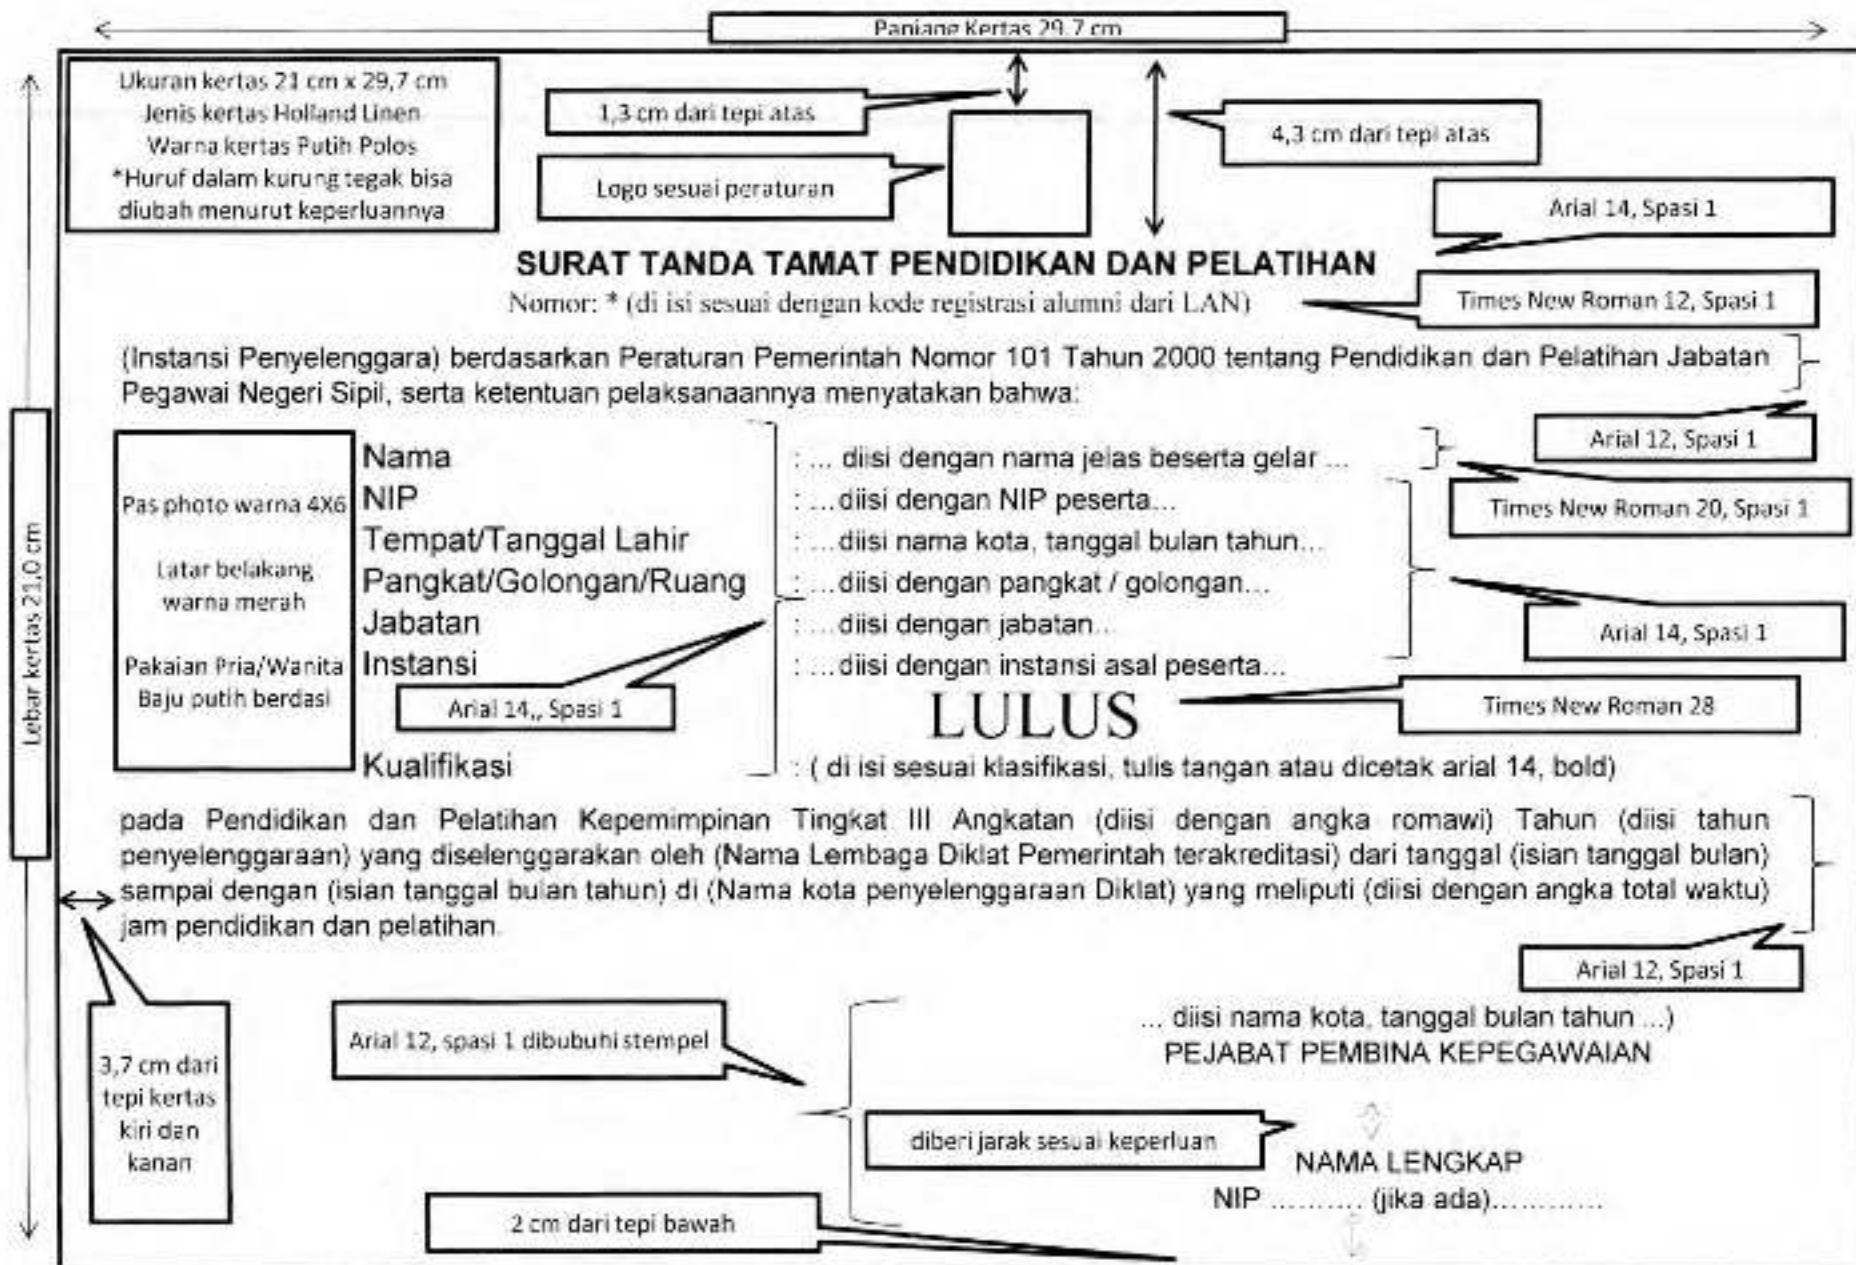 Panjang Kertas 29.7 cm
Ukuran kertas 21 cm x 29,7 cm
Jenis kertas Holland Linen
Warna kertas Putih Polos
*Huruf dalam kurung tegak bisa
diubah menurut keperluannya
1,3 cm dari tepi atas
4,3 cm dari tepi atas
Logo sesuai peraturan
Arial 14, Spasi 1
SURAT TANDA TAMAT PENDIDIKAN DAN PELATIHAN
Nomor: * (di isi sesuai dengan kode registrasi alumni dari LAN)
Times New Roman 12, Spasi 1
(Instansi Penyelenggara) berdasarkan Peraturan Pemerintah Nomor 101 Tahun 2000 tentang Pendidikan dan Pelatihan Jabatan
Pegawai Negeri Sipil, serta ketentuan pelaksanaannya menyatakan bahwa:
Arial 12, Spasi 1
Lebar kertas 21,0 cm
Pas photo warna 4X6
Latar belakang
warna merah
Pakaian Pria/Wanita
Baju putih berdasi
Nama : ... diisi dengan nama jelas beserta gelar ...
NIP : ...diisi dengan NIP peserta...
Times New Roman 20, Spasi 1
Tempat/Tanggal Lahir : ...diisi nama kota, tanggal bulan tahun...
Pangkat/Golongan/Ruang : ...diisi dengan pangkat / golongan...
Jabatan : ...diisi dengan jabatan..
Arial 14, Spasi 1
Instansi : ...diisi dengan instansi asal peserta...
Arial 14,, Spasi 1
LULUS
Times New Roman 28
Kualifikasi : ( di isi sesuai klasifikasi, tulis tangan atau dicetak arial 14, bold)
pada Pendidikan dan Pelatihan Kepemimpinan Tingkat III Angkatan (diisi dengan angka romawi) Tahun (diisi tahun
penyelenggaraan) yang diselenggarakan oleh (Nama Lembaga Diklat Pemerintah terakreditasi) dari tanggal (isian tanggal bulan)
sampai dengan (isian tanggal bulan tahun) di (Nama kota penyelenggaraan Diklat) yang meliputi (diisi dengan angka total waktu)
jam pendidikan dan pelatihan.
Arial 12, Spasi 1
3,7 cm dari
tepi kertas
kiri dan
kanan
Arial 12, spasi 1 dibubuhi stempel
... diisi nama kota, tanggal bulan tahun ...)
PEJABAT PEMBINA KEPEGAWAIAN
diberi jarak sesuai keperluan
NAMA LENGKAP
NIP .......... (jika ada)............
2 cm dari tepi bawah